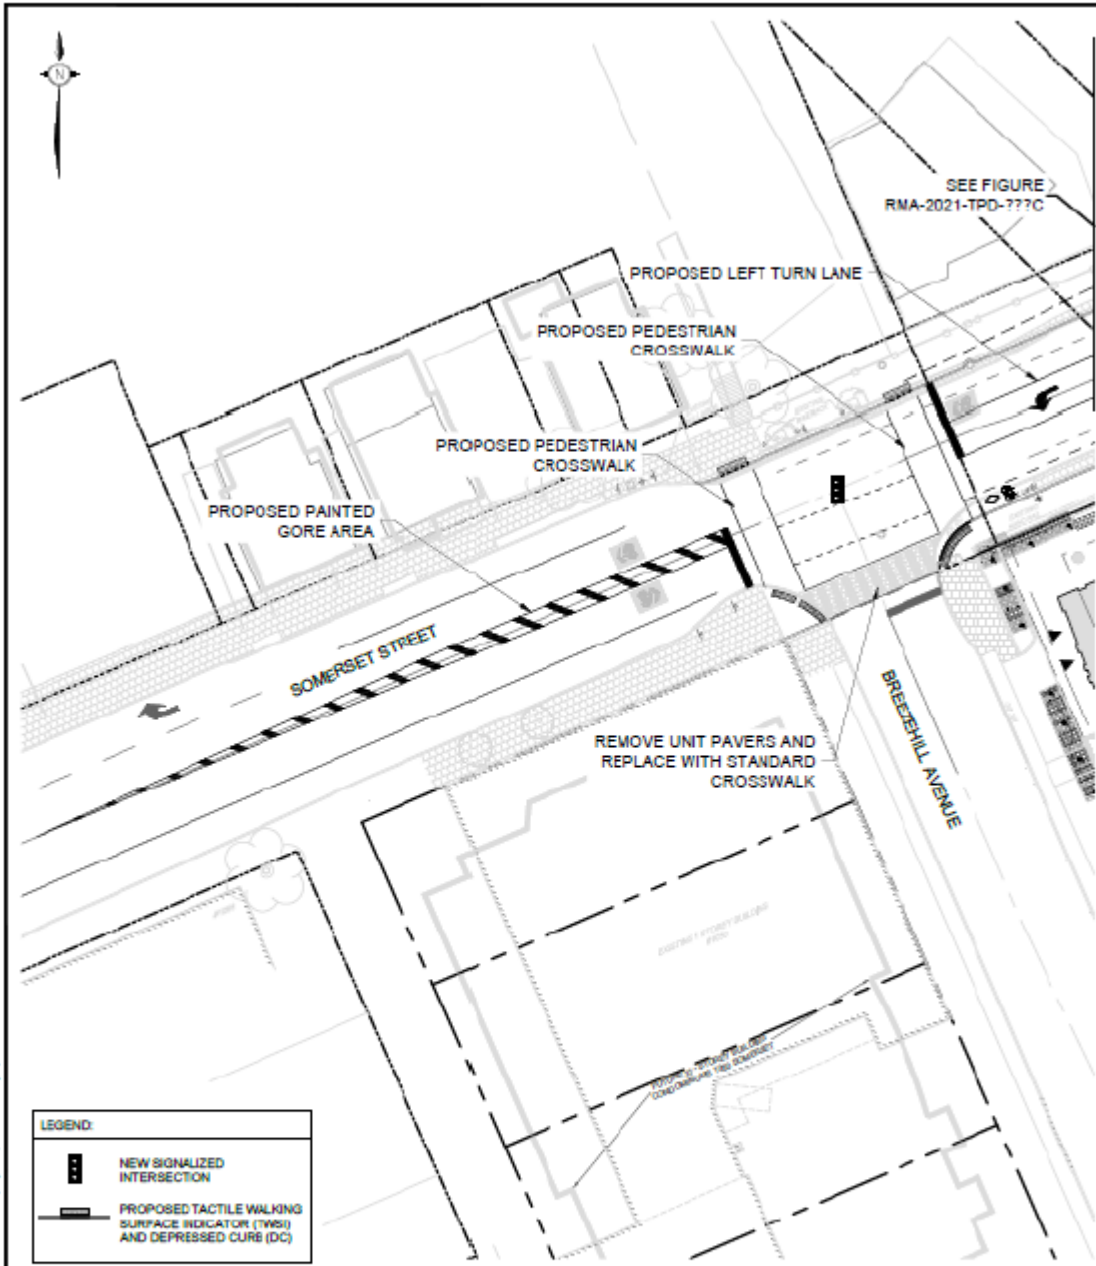 N
SEE FIGURE
RMA-2021-TPD-???C
PROPOSED LEFT TURN LANE
PROPOSED PEDESTRIAN
CROSSWALK
PROPOSED PEDESTRIAN
CROSSWALK
PROPOSED PAINTED
GORE AREA
SOMERSET STREET
REMOVE UNIT PAVERS AND
REPLACE WITH STANDARD
CROSSWALK
BREEZEHILL AVENUE
LEGEND:
NEW SIGNALIZED
INTERSECTION
PROPOSED TACTILE WALKING
SURFACE INDICATOR (TWSI)
AND DEPRESSED CURB (DC)